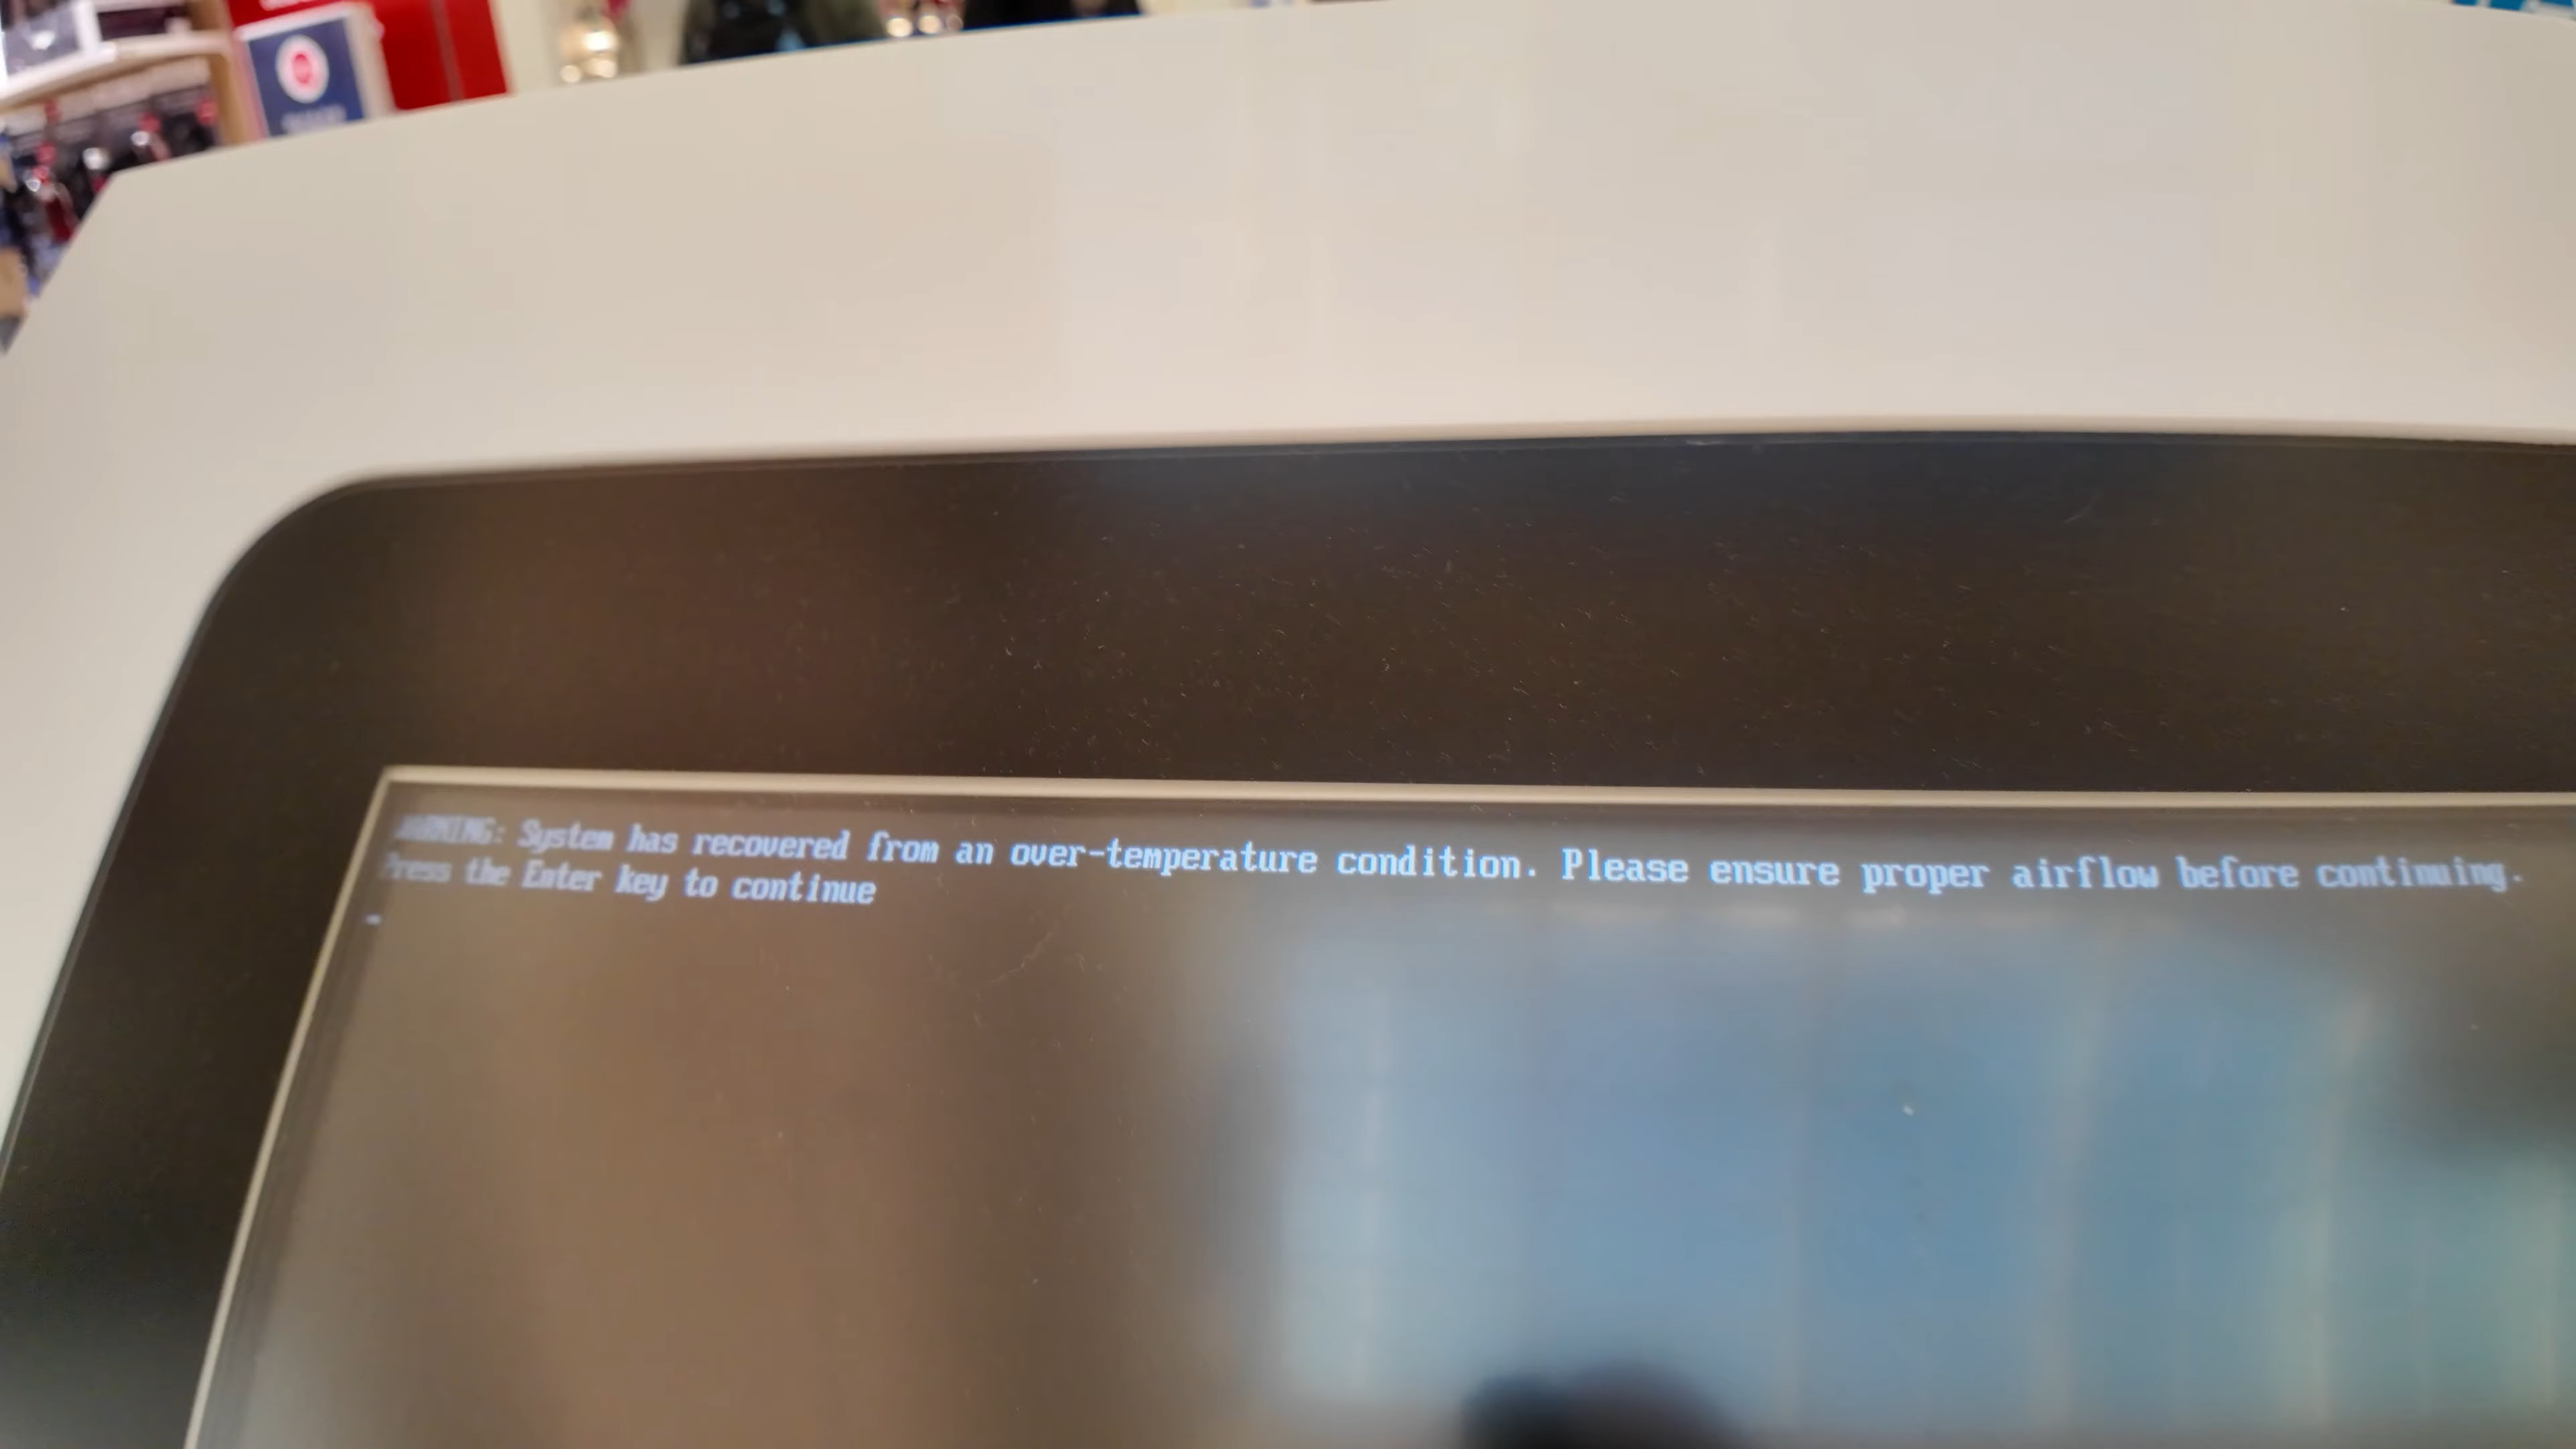 WARNING: System has recovered from an over-temperature condition. Please ensure proper airflow before continuing.
Press the Enter key to continue